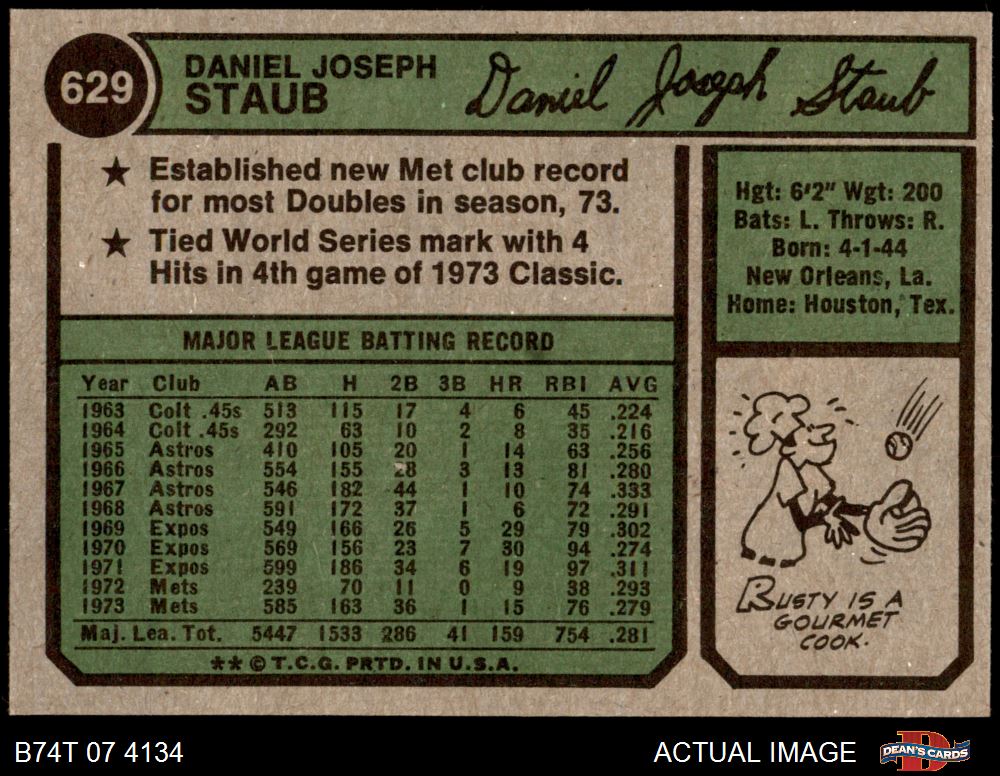 629
DANIEL JOSEPH
STAUB
Daniel Joseph Staub
★ Established new Met club record
for most Doubles in season, 73.
★ Tied World Series mark with 4
Hits in 4th game of 1973 Classic.
Hgt: 6'2" Wgt: 200
Bats: L. Throws: R.
Born: 4-1-44
New Orleans, La.
Home: Houston, Tex.
MAJOR LEAGUE BATTING RECORD
Year Club AB H 2B 3B HR RBI AVG
1963 Colt .45s 513 115 17 4 6 45 .224
1964 Colt .45s 292 63 10 2 8 35 .216
1965 Astros 410 105 20 1 14 63 .256
1966 Astros 554 155 28 3 13 81 .280
1967 Astros 546 182 44 1 10 74 .333
1968 Astros 591 172 37 1 6 72 .291
1969 Expos 549 166 26 5 29 79 .302
1970 Expos 569 156 23 7 30 94 .274
1971 Expos 599 186 34 6 19 97 .311
1972 Mets 239 70 11 0 9 38 .293
1973 Mets 585 163 36 1 15 76 .279
Maj. Lea. Tot. 5447 1533 286 41 159 754 .281
** © T.C.G. PRTD. IN U.S.A.
RUSTY IS A
GOURMET
COOK.
B74T 07 4134
ACTUAL IMAGE
DEAN'S CARDS